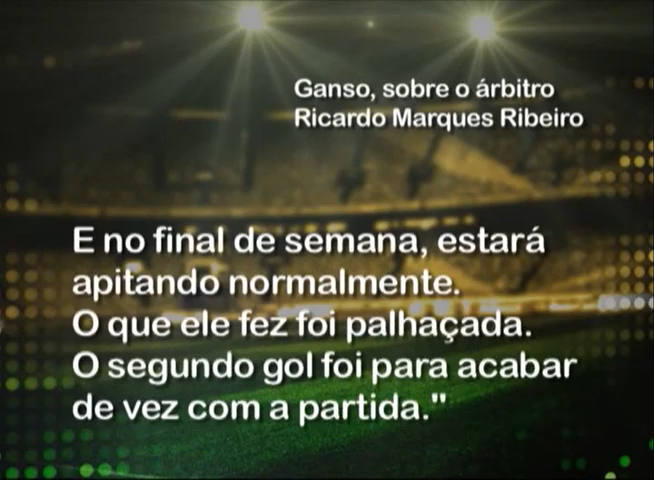 Ganso, sobre o árbitro
Ricardo Marques Ribeiro
E no final de semana, estará
apitando normalmente.
O que ele fez foi palhaçada.
O segundo gol foi para acabar
de vez com a partida."